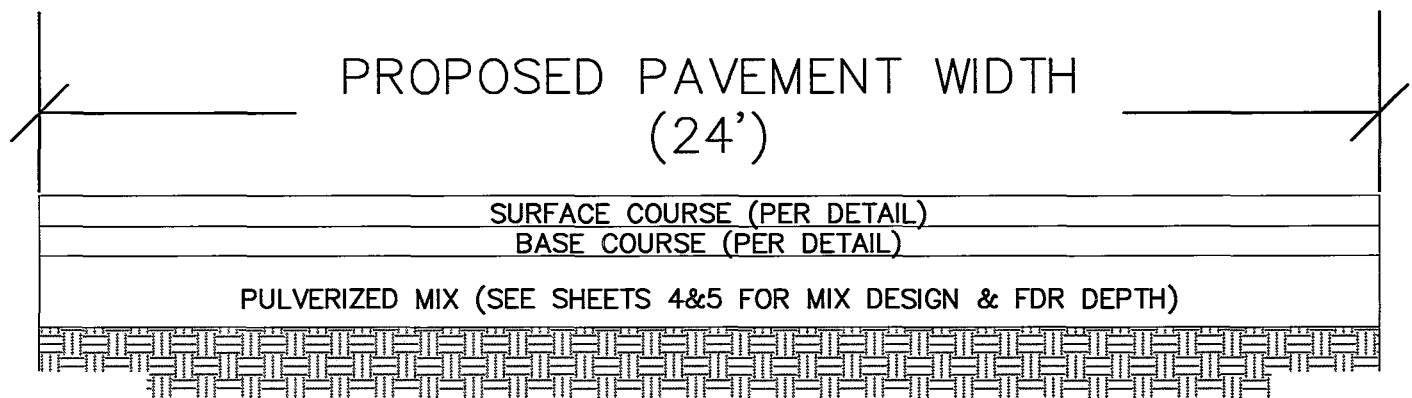 PROPOSED PAVEMENT WIDTH
(24')
SURFACE COURSE (PER DETAIL)
BASE COURSE (PER DETAIL)
PULVERIZED MIX (SEE SHEETS 4&5 FOR MIX DESIGN & FDR DEPTH)